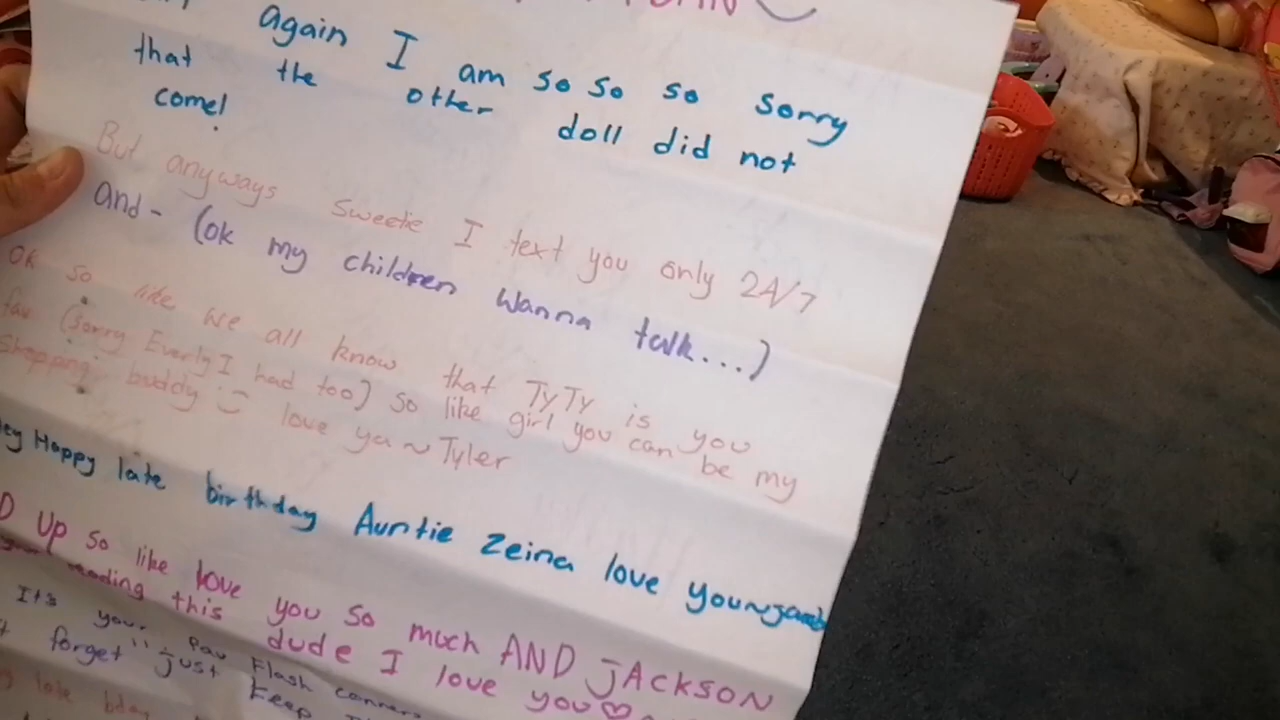 again I am so so so sorry
that the other doll did not
come!
But anyways sweetie I text you only 24/7
and- (ok my children wanna talk...)
ok so like we all know that TyTy is you
fav (sorry Everly I had too) so like girl you can be my
shopping buddy :) love ya ~ Tyler
Hey Happy late birthday Auntie Zeina love you
UP so like love you so much AND JACKSON
reading this dude I love you ♡
It's your fav Flash
forget just keep
late bday